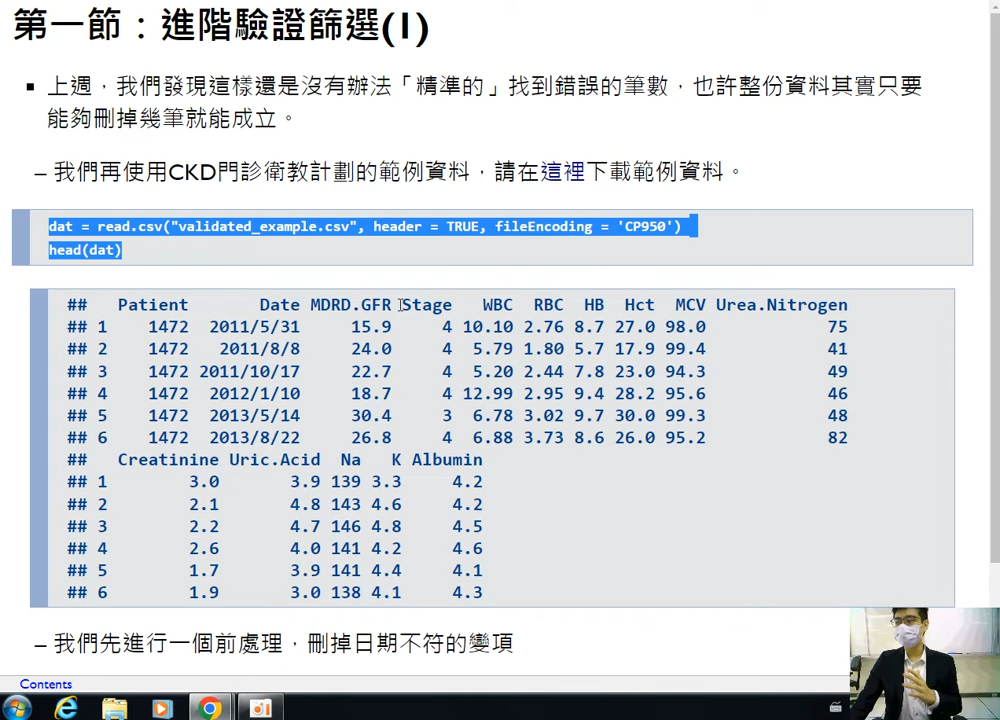 第一節：進階驗證篩選(1)
▪ 上週，我們發現這樣還是沒有辦法「精準的」找到錯誤的筆數，也許整份資料其實只要
能夠刪掉幾筆就能成立。
– 我們再使用CKD門診衛教計劃的範例資料，請在這裡下載範例資料。
dat = read.csv("validated_example.csv", header = TRUE, fileEncoding = 'CP950')
head(dat)
##   Patient       Date MDRD.GFR Stage   WBC  RBC  HB  Hct  MCV Urea.Nitrogen
## 1    1472  2011/5/31     15.9     4 10.10 2.76 8.7 27.0 98.0            75
## 2    1472   2011/8/8     24.0     4  5.79 1.80 5.7 17.9 99.4            41
## 3    1472 2011/10/17     22.7     4  5.20 2.44 7.8 23.0 94.3            49
## 4    1472  2012/1/10     18.7     4 12.99 2.95 9.4 28.2 95.6            46
## 5    1472  2013/5/14     30.4     3  6.78 3.02 9.7 30.0 99.3            48
## 6    1472  2013/8/22     26.8     4  6.88 3.73 8.6 26.0 95.2            82
##   Creatinine Uric.Acid  Na   K Albumin
## 1        3.0       3.9 139 3.3     4.2
## 2        2.1       4.8 143 4.6     4.2
## 3        2.2       4.7 146 4.8     4.5
## 4        2.6       4.0 141 4.2     4.6
## 5        1.7       3.9 141 4.4     4.1
## 6        1.9       3.0 138 4.1     4.3
– 我們先進行一個前處理，刪掉日期不符的變項
Contents